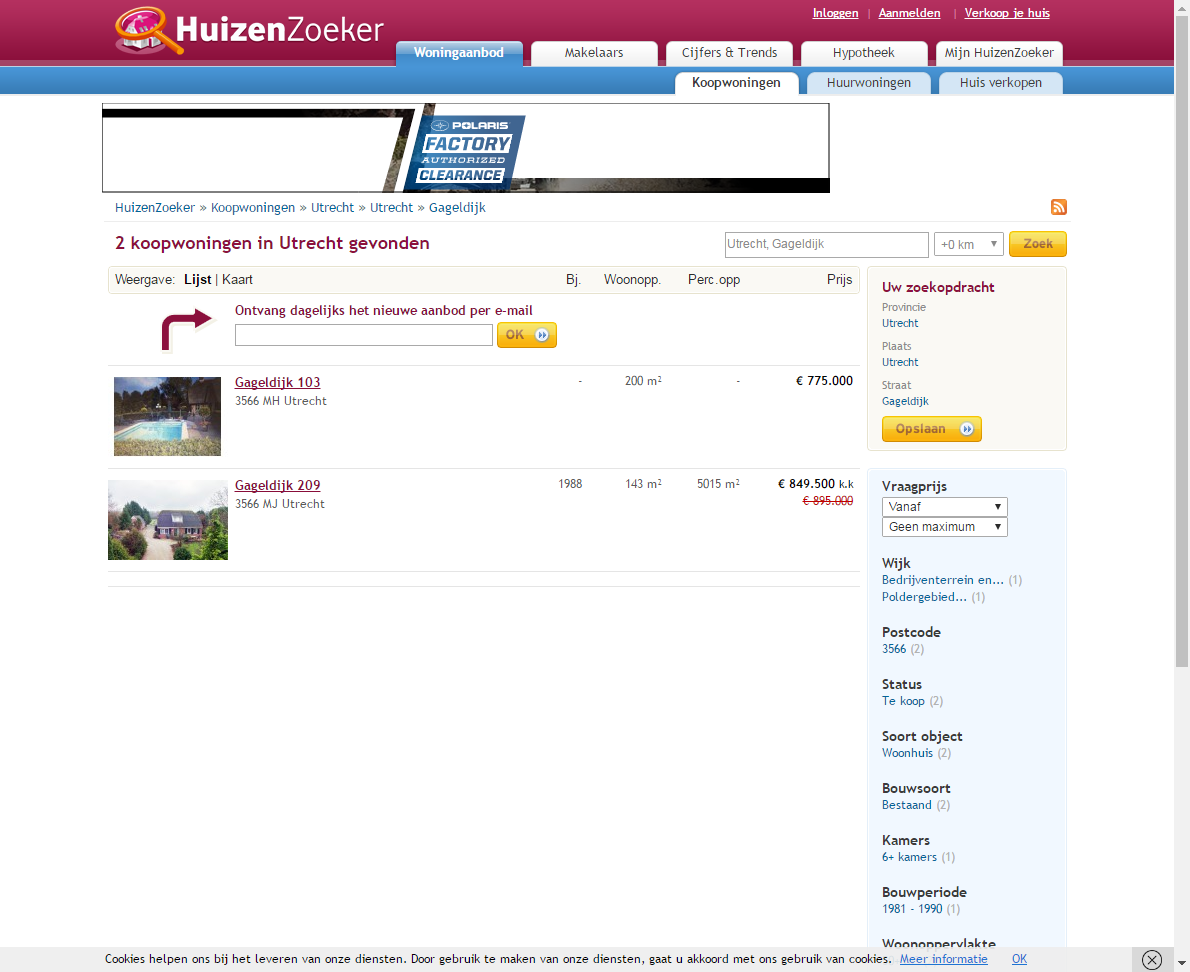 HuizenZoeker
Inloggen | Aanmelden | Verkoop je huis
Woningaanbod Makelaars Cijfers & Trends Hypotheek Mijn HuizenZoeker
Koopwoningen Huurwoningen Huis verkopen
POLARIS
FACTORY
AUTHORIZED
CLEARANCE
HuizenZoeker » Koopwoningen » Utrecht » Utrecht » Gageldijk
2 koopwoningen in Utrecht gevonden
Utrecht, Gageldijk +0 km ▼ Zoek
Weergave: Lijst | Kaart Bj. Woonopp. Perc.opp Prijs
Ontvang dagelijks het nieuwe aanbod per e-mail
OK
Gageldijk 103 - 200 m² - € 775.000
3566 MH Utrecht
Gageldijk 209 1988 143 m² 5015 m² € 849.500 k.k
3566 MJ Utrecht € 895.000
Uw zoekopdracht
Provincie
Utrecht
Plaats
Utrecht
Straat
Gageldijk
Opslaan
Vraagprijs
Vanaf ▼
Geen maximum ▼
Wijk
Bedrijventerrein en... (1)
Poldergebied... (1)
Postcode
3566 (2)
Status
Te koop (2)
Soort object
Woonhuis (2)
Bouwsoort
Bestaand (2)
Kamers
6+ kamers (1)
Bouwperiode
1981 - 1990 (1)
Woonoppervlakte
Cookies helpen ons bij het leveren van onze diensten. Door gebruik te maken van onze diensten, gaat u akkoord met ons gebruik van cookies. Meer informatie OK